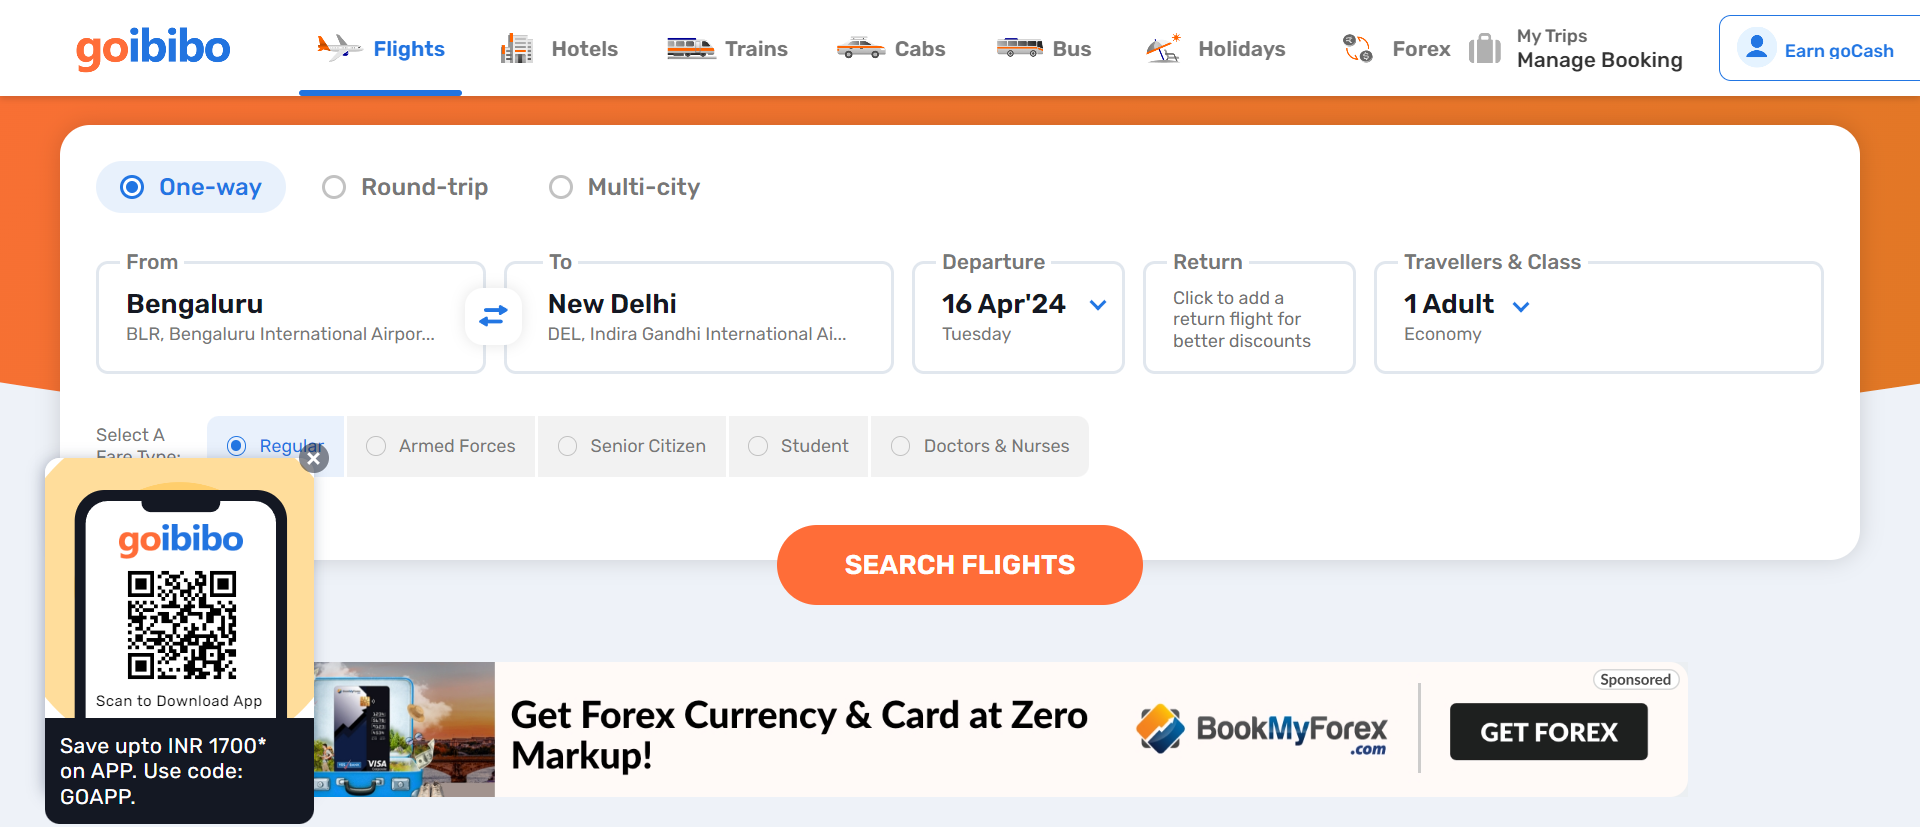 goibibo
Flights
Hotels
Trains
Cabs
Bus
Holidays
Forex
My Trips
Manage Booking
Earn goCash
One-way
Round-trip
Multi-city
From
Bengaluru
BLR, Bengaluru International Airpor...
To
New Delhi
DEL, Indira Gandhi International Ai...
Departure
16 Apr'24
Tuesday
Return
Click to add a
return flight for
better discounts
Travellers & Class
1 Adult
Economy
Select A
Fare Type:
Regular
Armed Forces
Senior Citizen
Student
Doctors & Nurses
SEARCH FLIGHTS
goibibo
Scan to Download App
Save upto INR 1700*
on APP. Use code:
GOAPP.
VISA
Get Forex Currency & Card at Zero
Markup!
BookMyForex
.com
Sponsored
GET FOREX